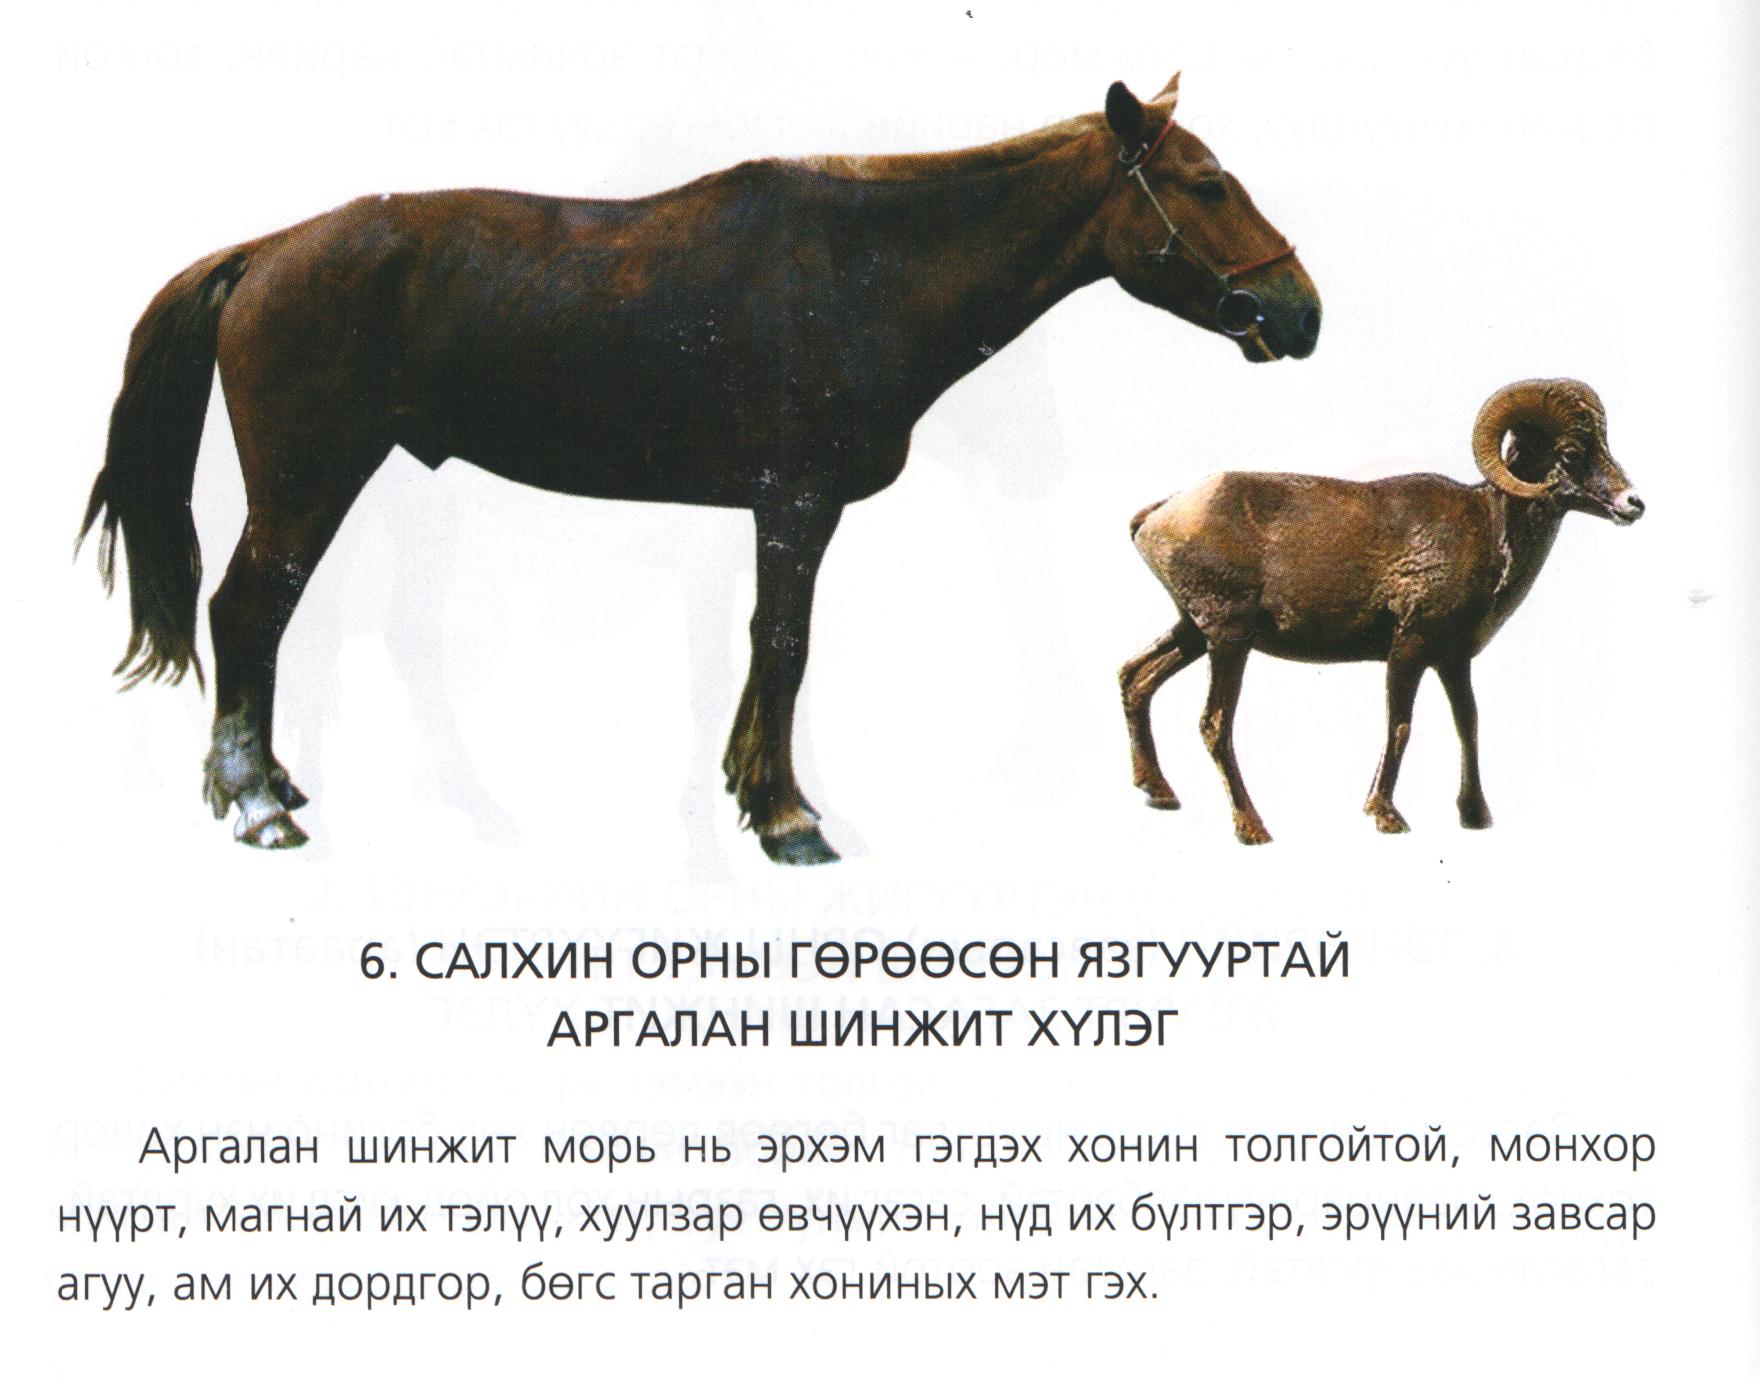 6. САЛХИН ОРНЫ ГӨРӨӨСӨН ЯЗГУУРТАЙ
АРГАЛАН ШИНЖИТ ХҮЛЭГ
Аргалан шинжит морь нь эрхэм гэгдэх хонин толгойтой, монхор
нүүрт, магнай их тэлүү, хуулзар өвчүүхэн, нүд их бүлтгэр, эрүүний завсар
агуу, ам их дордгор, бөгс тарган хониных мэт гэх.